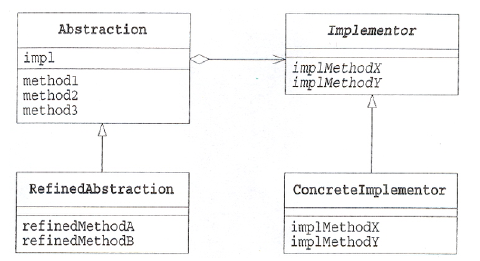 Abstraction
impl
method1
method2
method3
Implementor
implMethodX
implMethodY
RefinedAbstraction
refinedMethodA
refinedMethodB
ConcreteImplementor
implMethodX
implMethodY